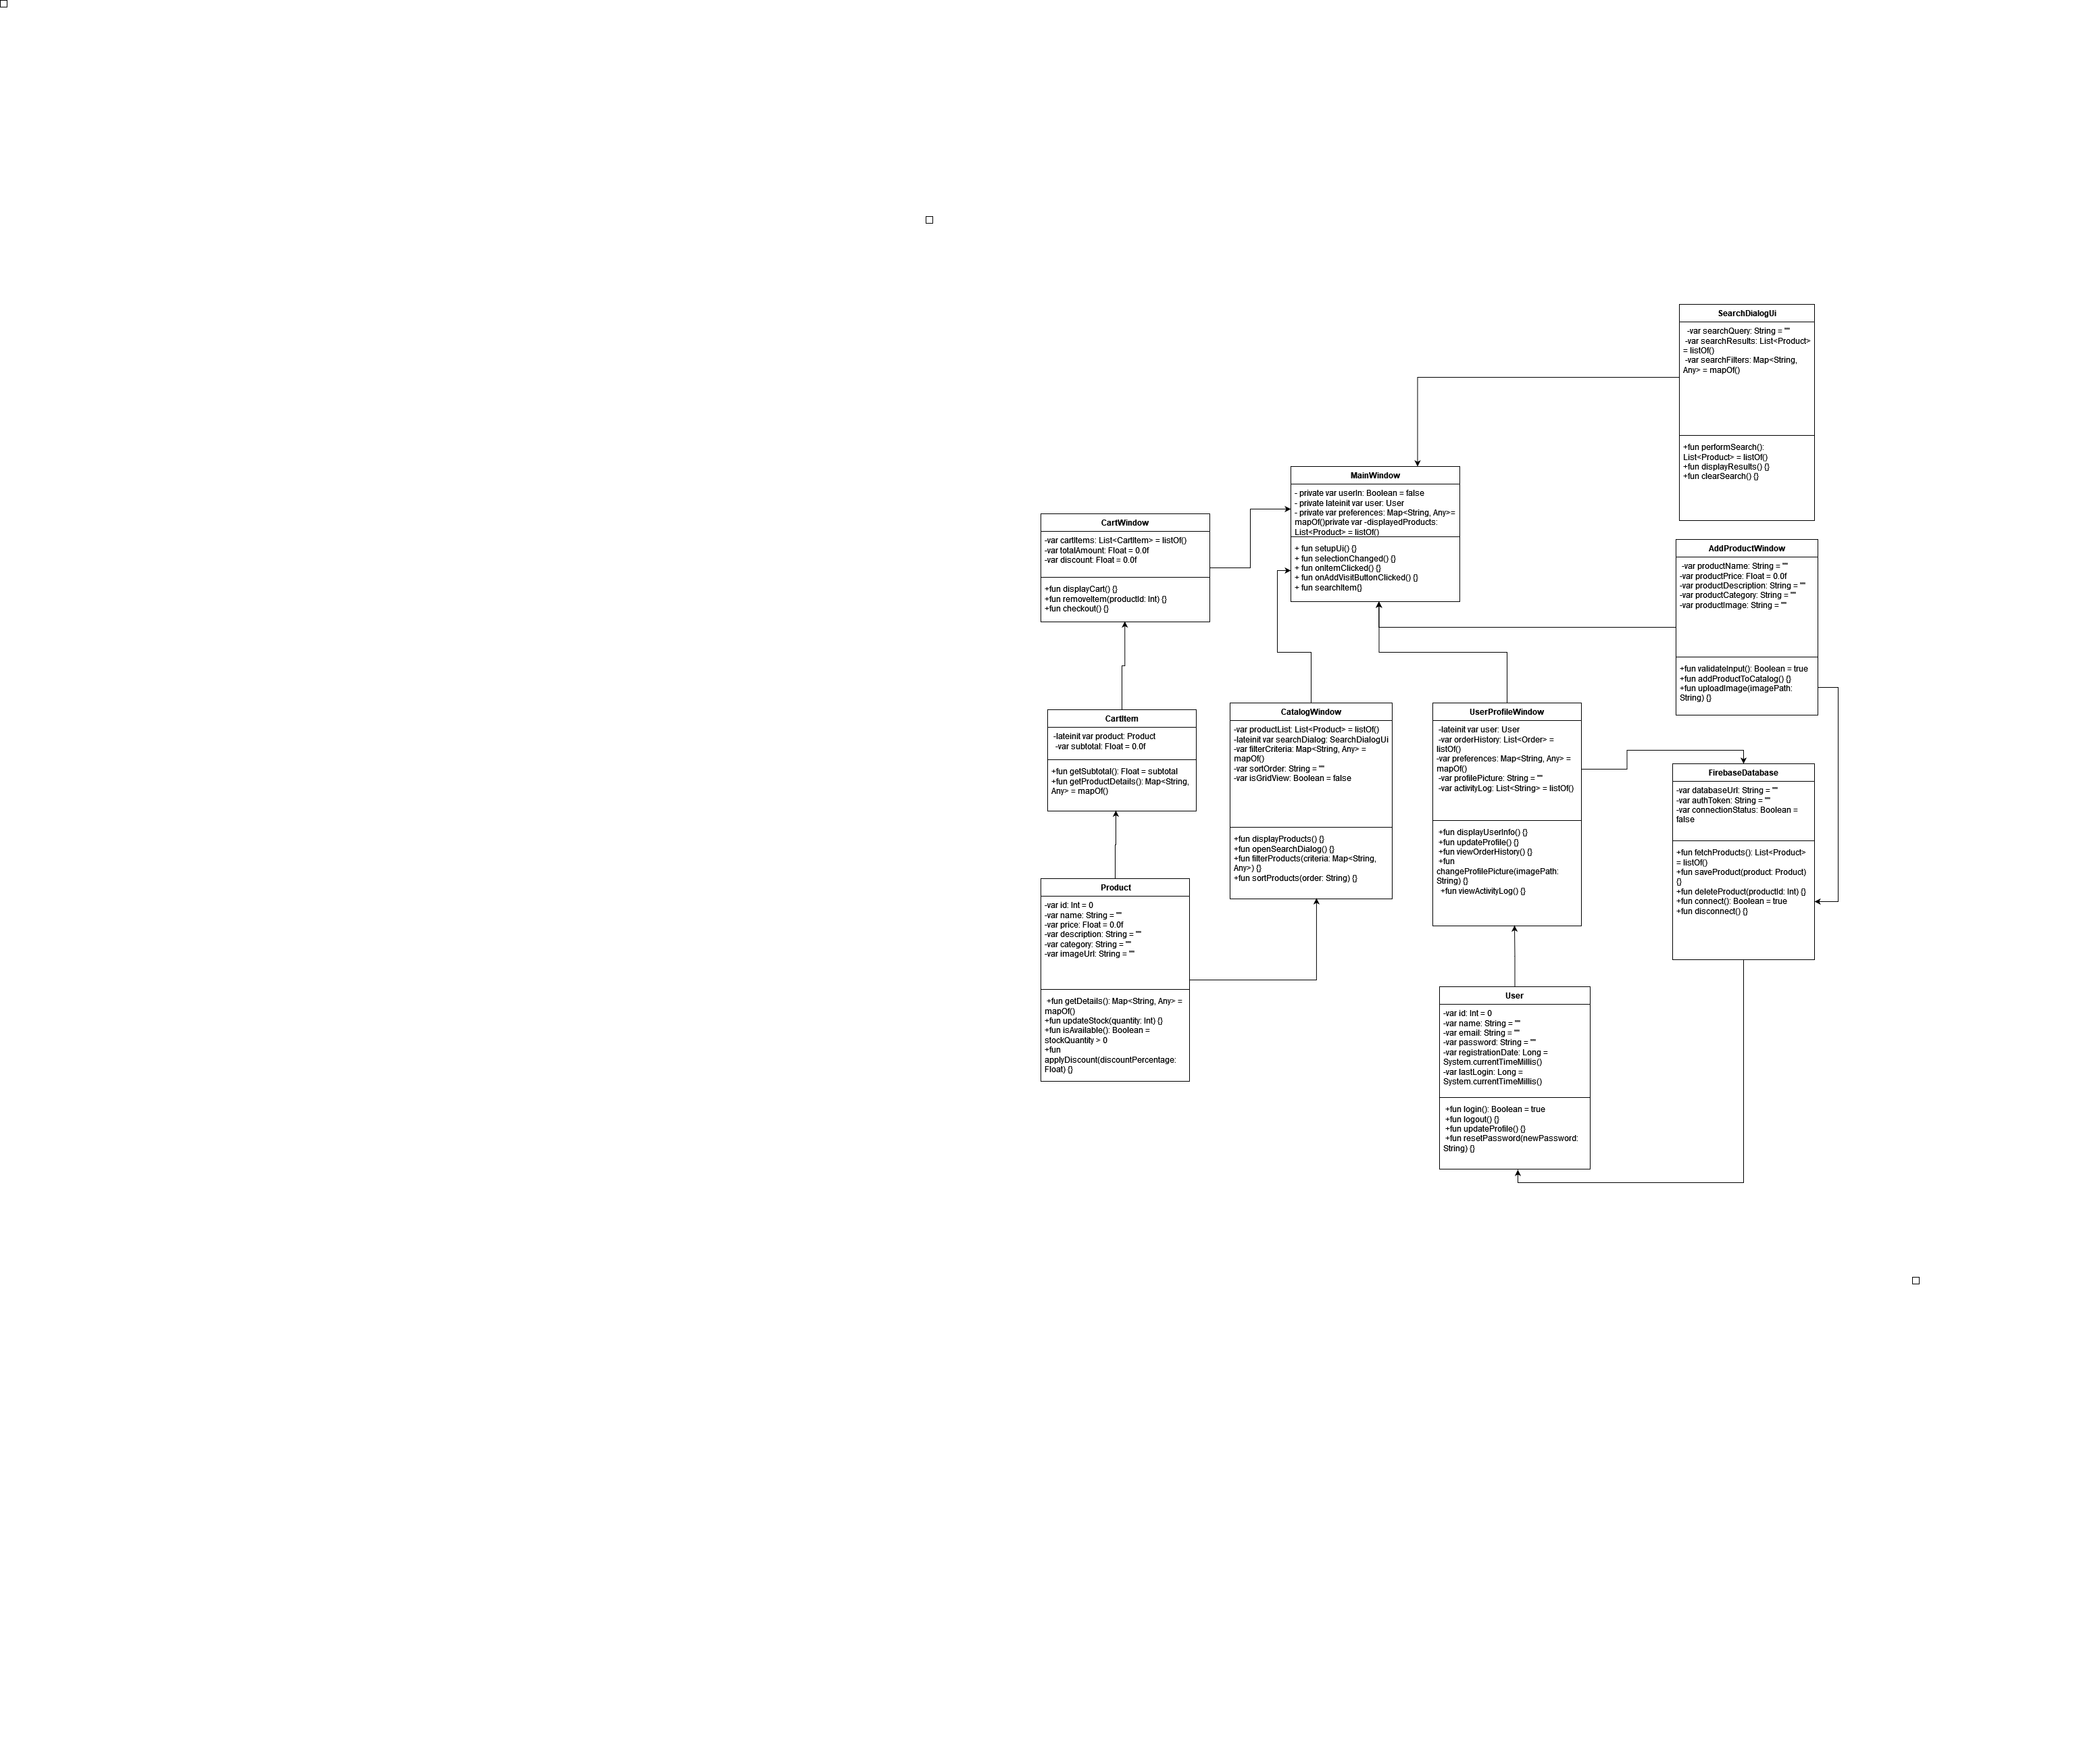 SearchDialogUi
-var searchQuery: String = ""
-var searchResults: List<Product>
= listOf()
-var searchFilters: Map<String,
Any> = mapOf()
+fun performSearch():
List<Product> = listOf()
+fun displayResults() {}
+fun clearSearch() {}
MainWindow
- private var userIn: Boolean = false
- private lateinit var user: User
- private var preferences: Map<String, Any>=
mapOf()private var -displayedProducts:
List<Product> = listOf()
+ fun setupUi() {}
+ fun selectionChanged() {}
+ fun onItemClicked() {}
+ fun onAddVisitButtonClicked() {}
+ fun searchItem{}
CartWindow
-var cartItems: List<CartItem> = listOf()
-var totalAmount: Float = 0.0f
-var discount: Float = 0.0f
+fun displayCart() {}
+fun removeItem(productId: Int) {}
+fun checkout() {}
AddProductWindow
-var productName: String = ""
-var productPrice: Float = 0.0f
-var productDescription: String = ""
-var productCategory: String = ""
-var productImage: String = ""
+fun validateInput(): Boolean = true
+fun addProductToCatalog() {}
+fun uploadImage(imagePath:
String) {}
CartItem
-lateinit var product: Product
-var subtotal: Float = 0.0f
+fun getSubtotal(): Float = subtotal
+fun getProductDetails(): Map<String,
Any> = mapOf()
CatalogWindow
-var productList: List<Product> = listOf()
-lateinit var searchDialog: SearchDialogUi
-var filterCriteria: Map<String, Any> =
mapOf()
-var sortOrder: String = ""
-var isGridView: Boolean = false
+fun displayProducts() {}
+fun openSearchDialog() {}
+fun filterProducts(criteria: Map<String,
Any>) {}
+fun sortProducts(order: String) {}
UserProfileWindow
-lateinit var user: User
-var orderHistory: List<Order> =
listOf()
-var preferences: Map<String, Any> =
mapOf()
-var profilePicture: String = ""
-var activityLog: List<String> = listOf()
+fun displayUserInfo() {}
+fun updateProfile() {}
+fun viewOrderHistory() {}
+fun
changeProfilePicture(imagePath:
String) {}
+fun viewActivityLog() {}
FirebaseDatabase
-var databaseUrl: String = ""
-var authToken: String = ""
-var connectionStatus: Boolean =
false
+fun fetchProducts(): List<Product>
= listOf()
+fun saveProduct(product: Product)
{}
+fun deleteProduct(productId: Int) {}
+fun connect(): Boolean = true
+fun disconnect() {}
Product
-var id: Int = 0
-var name: String = ""
-var price: Float = 0.0f
-var description: String = ""
-var category: String = ""
-var imageUrl: String = ""
+fun getDetails(): Map<String, Any> =
mapOf()
+fun updateStock(quantity: Int) {}
+fun isAvailable(): Boolean =
stockQuantity > 0
+fun
applyDiscount(discountPercentage:
Float) {}
User
-var id: Int = 0
-var name: String = ""
-var email: String = ""
-var password: String = ""
-var registrationDate: Long =
System.currentTimeMillis()
-var lastLogin: Long =
System.currentTimeMillis()
+fun login(): Boolean = true
+fun logout() {}
+fun updateProfile() {}
+fun resetPassword(newPassword:
String) {}